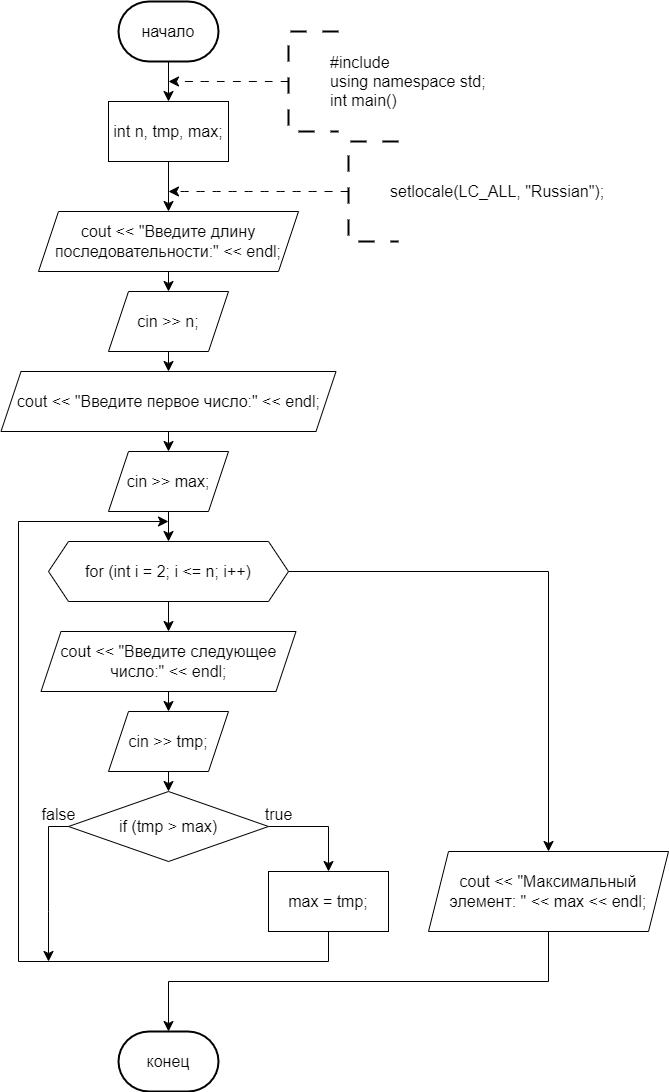 начало
#include
using namespace std;
int main()
int n, tmp, max;
setlocale(LC_ALL, "Russian");
cout << "Введите длину
последовательности:" << endl;
cin >> n;
cout << "Введите первое число:" << endl;
cin >> max;
for (int i = 2; i <= n; i++)
cout << "Введите следующее
число:" << endl;
cin >> tmp;
false
true
if (tmp > max)
max = tmp;
cout << "Максимальный
элемент: " << max << endl;
конец